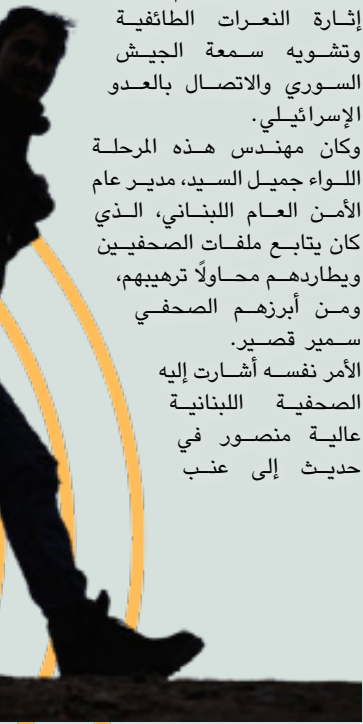 إثارة النعرات الطائفية
وتشويه سمعة الجيش
السوري والاتصال بالعدو
الإسرائيلي.
وكان مهندس هذه المرحلة
اللواء جميل السيد، مدير عام
الأمن العام اللبناني، الذي
كان يتابع ملفات الصحفيين
ويطاردهم محاولًا ترهيبهم،
ومن أبرزهم الصحفي
سمير قصير.
الأمر نفسه أشارت إليه
الصحفية اللبنانية
عالية منصور في
حديث إلى عنب